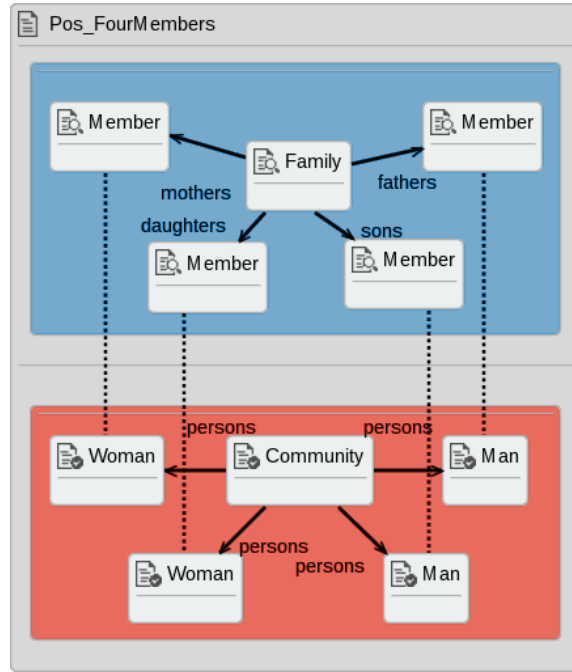 Pos_FourMembers
Member
Member
Family
mothers
fathers
daughters
sons
Member
Member
persons
persons
Woman
Community
Man
persons
persons
Woman
Man